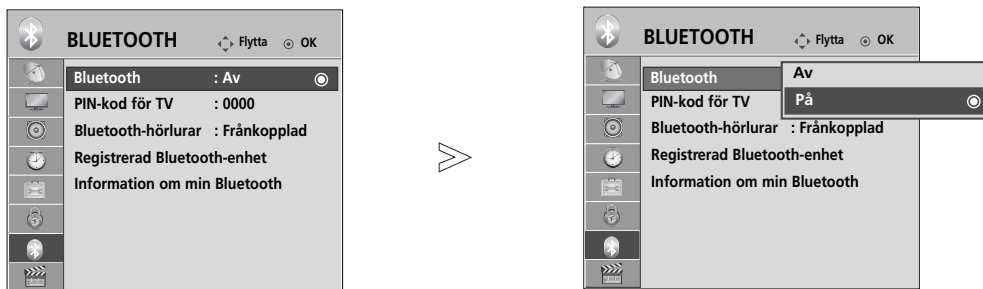 BLUETOOTH Flytta OK
Bluetooth : Av
PIN-kod för TV : 0000
Bluetooth-hörlurar : Frånkopplad
Registrerad Bluetooth-enhet
Information om min Bluetooth
BLUETOOTH Flytta OK
Bluetooth Av
På
PIN-kod för TV
Bluetooth-hörlurar : Frånkopplad
Registrerad Bluetooth-enhet
Information om min Bluetooth